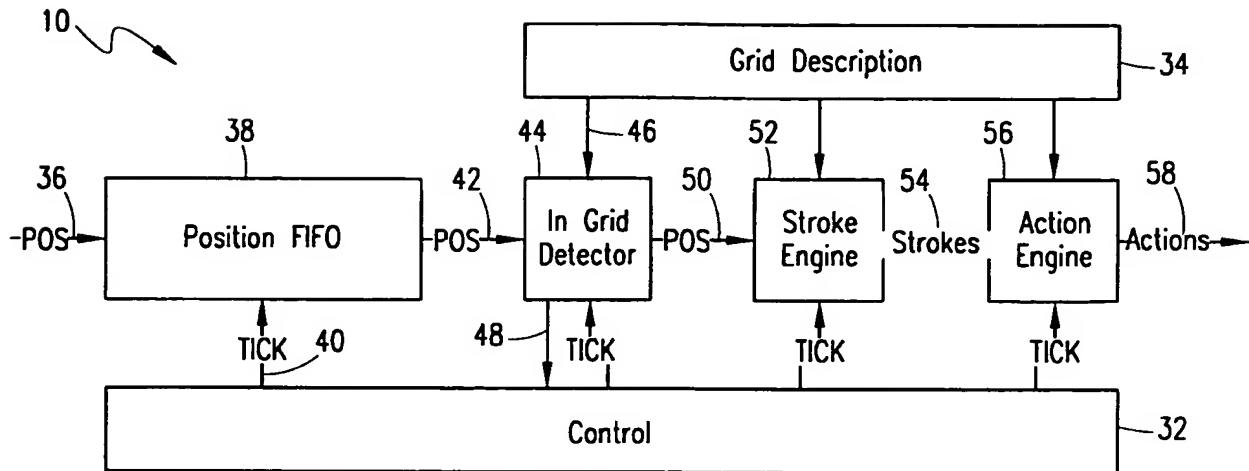 10
Grid Description
34
38
44
46
52
56
36
42
50
54
58
-POS
Position FIFO
POS
In Grid
Detector
POS
Stroke
Engine
Strokes
Action
Engine
Actions
TICK
40
48
TICK
TICK
TICK
Control
32